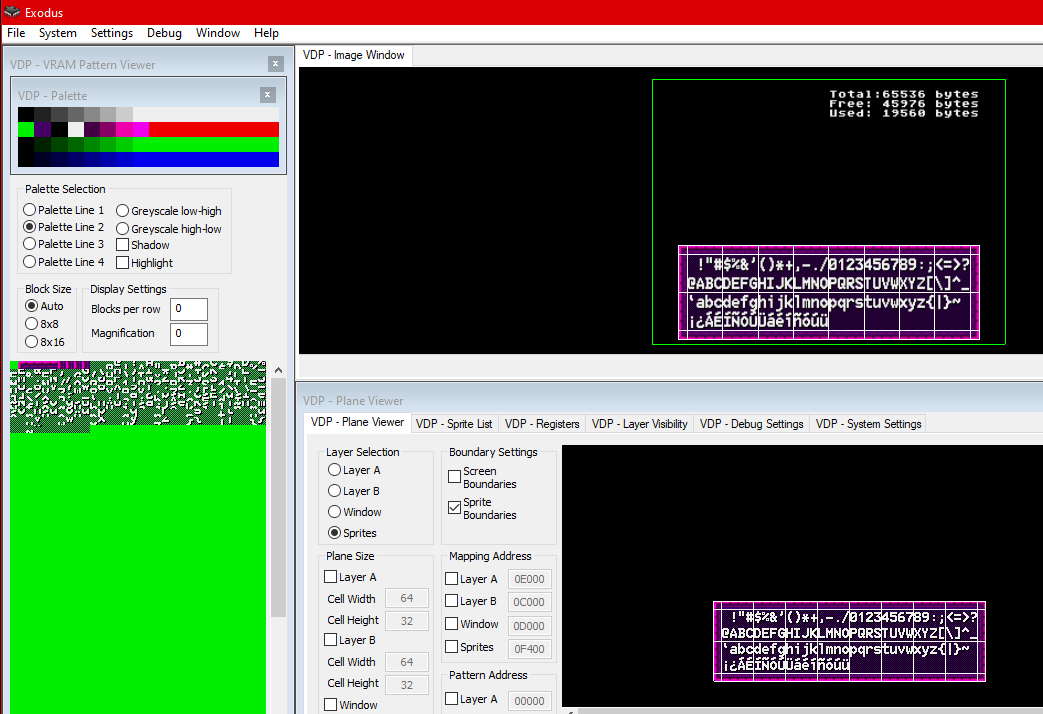 Exodus
File System Settings Debug Window Help
VDP - VRAM Pattern Viewer
VDP - Palette
Palette Selection
Palette Line 1 Greyscale low-high
Palette Line 2 Greyscale high-low
Palette Line 3 Shadow
Palette Line 4 Highlight
Block Size Display Settings
Auto Blocks per row 0
8x8
Magnification 0
8x16
VDP - Image Window
Total:65536 bytes
Free: 45976 bytes
Used: 19560 bytes
!"#$%&'()*+,-./0123456789:;<=>?
@ABCDEFGHIJKLMNOPQRSTUVWXYZ[\]^_
‘abcdefghijklmnopqrstuvwxyz{|}~
¡¿ÁÉÍÑÓÚÜáéíñóúü
VDP - Plane Viewer
VDP - Plane Viewer VDP - Sprite List VDP - Registers VDP - Layer Visibility VDP - Debug Settings VDP - System Settings
Layer Selection
Layer A
Layer B
Window
Sprites
Boundary Settings
Screen
Boundaries
Sprite
Boundaries
Plane Size
Layer A
Cell Width 64
Cell Height 32
Layer B
Cell Width 64
Cell Height 32
Window
Mapping Address
Layer A 0E000
Layer B 0C000
Window 0D000
Sprites 0F400
Pattern Address
Layer A 00000
!"#$%&'()*+,-./0123456789:;<=>?
@ABCDEFGHIJKLMNOPQRSTUVWXYZ[\]^_
‘abcdefghijklmnopqrstuvwxyz{|}~
¡¿ÁÉÍÑÓÚÜáéíñóúü